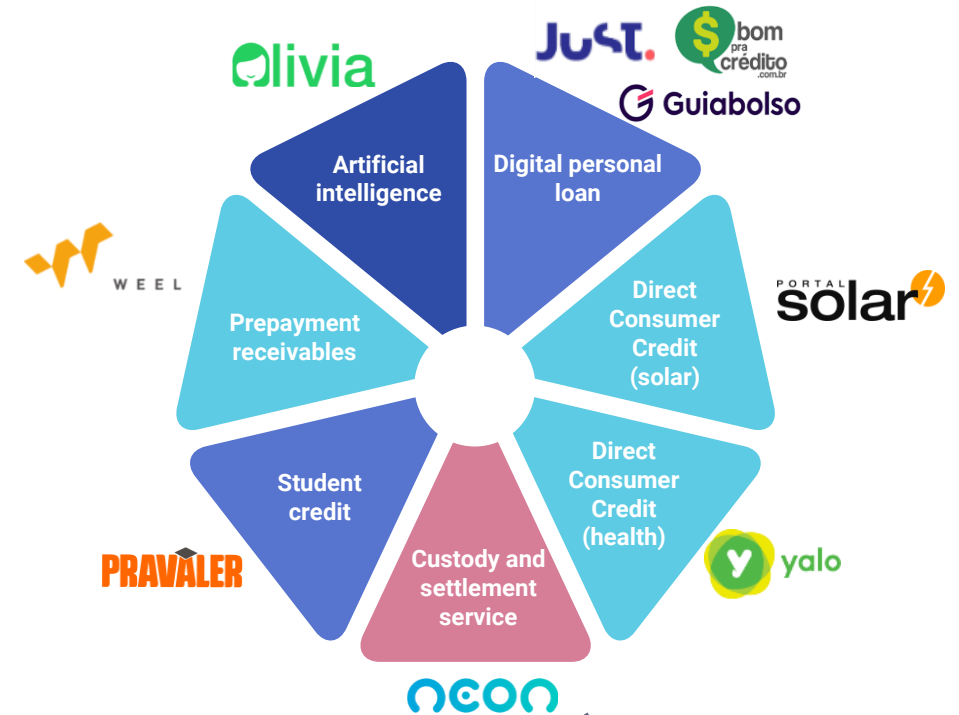 Olivia
JUST.
bom
pra
crédito
.com.br
Guiabolso
Artificial
intelligence
Digital personal
loan
WEEL
PORTAL
solar
Prepayment
receivables
Direct
Consumer
Credit
(solar)
Student
credit
Direct
Consumer
Credit
(health)
PRAVALER
Custody and
settlement
service
y yalo
neon